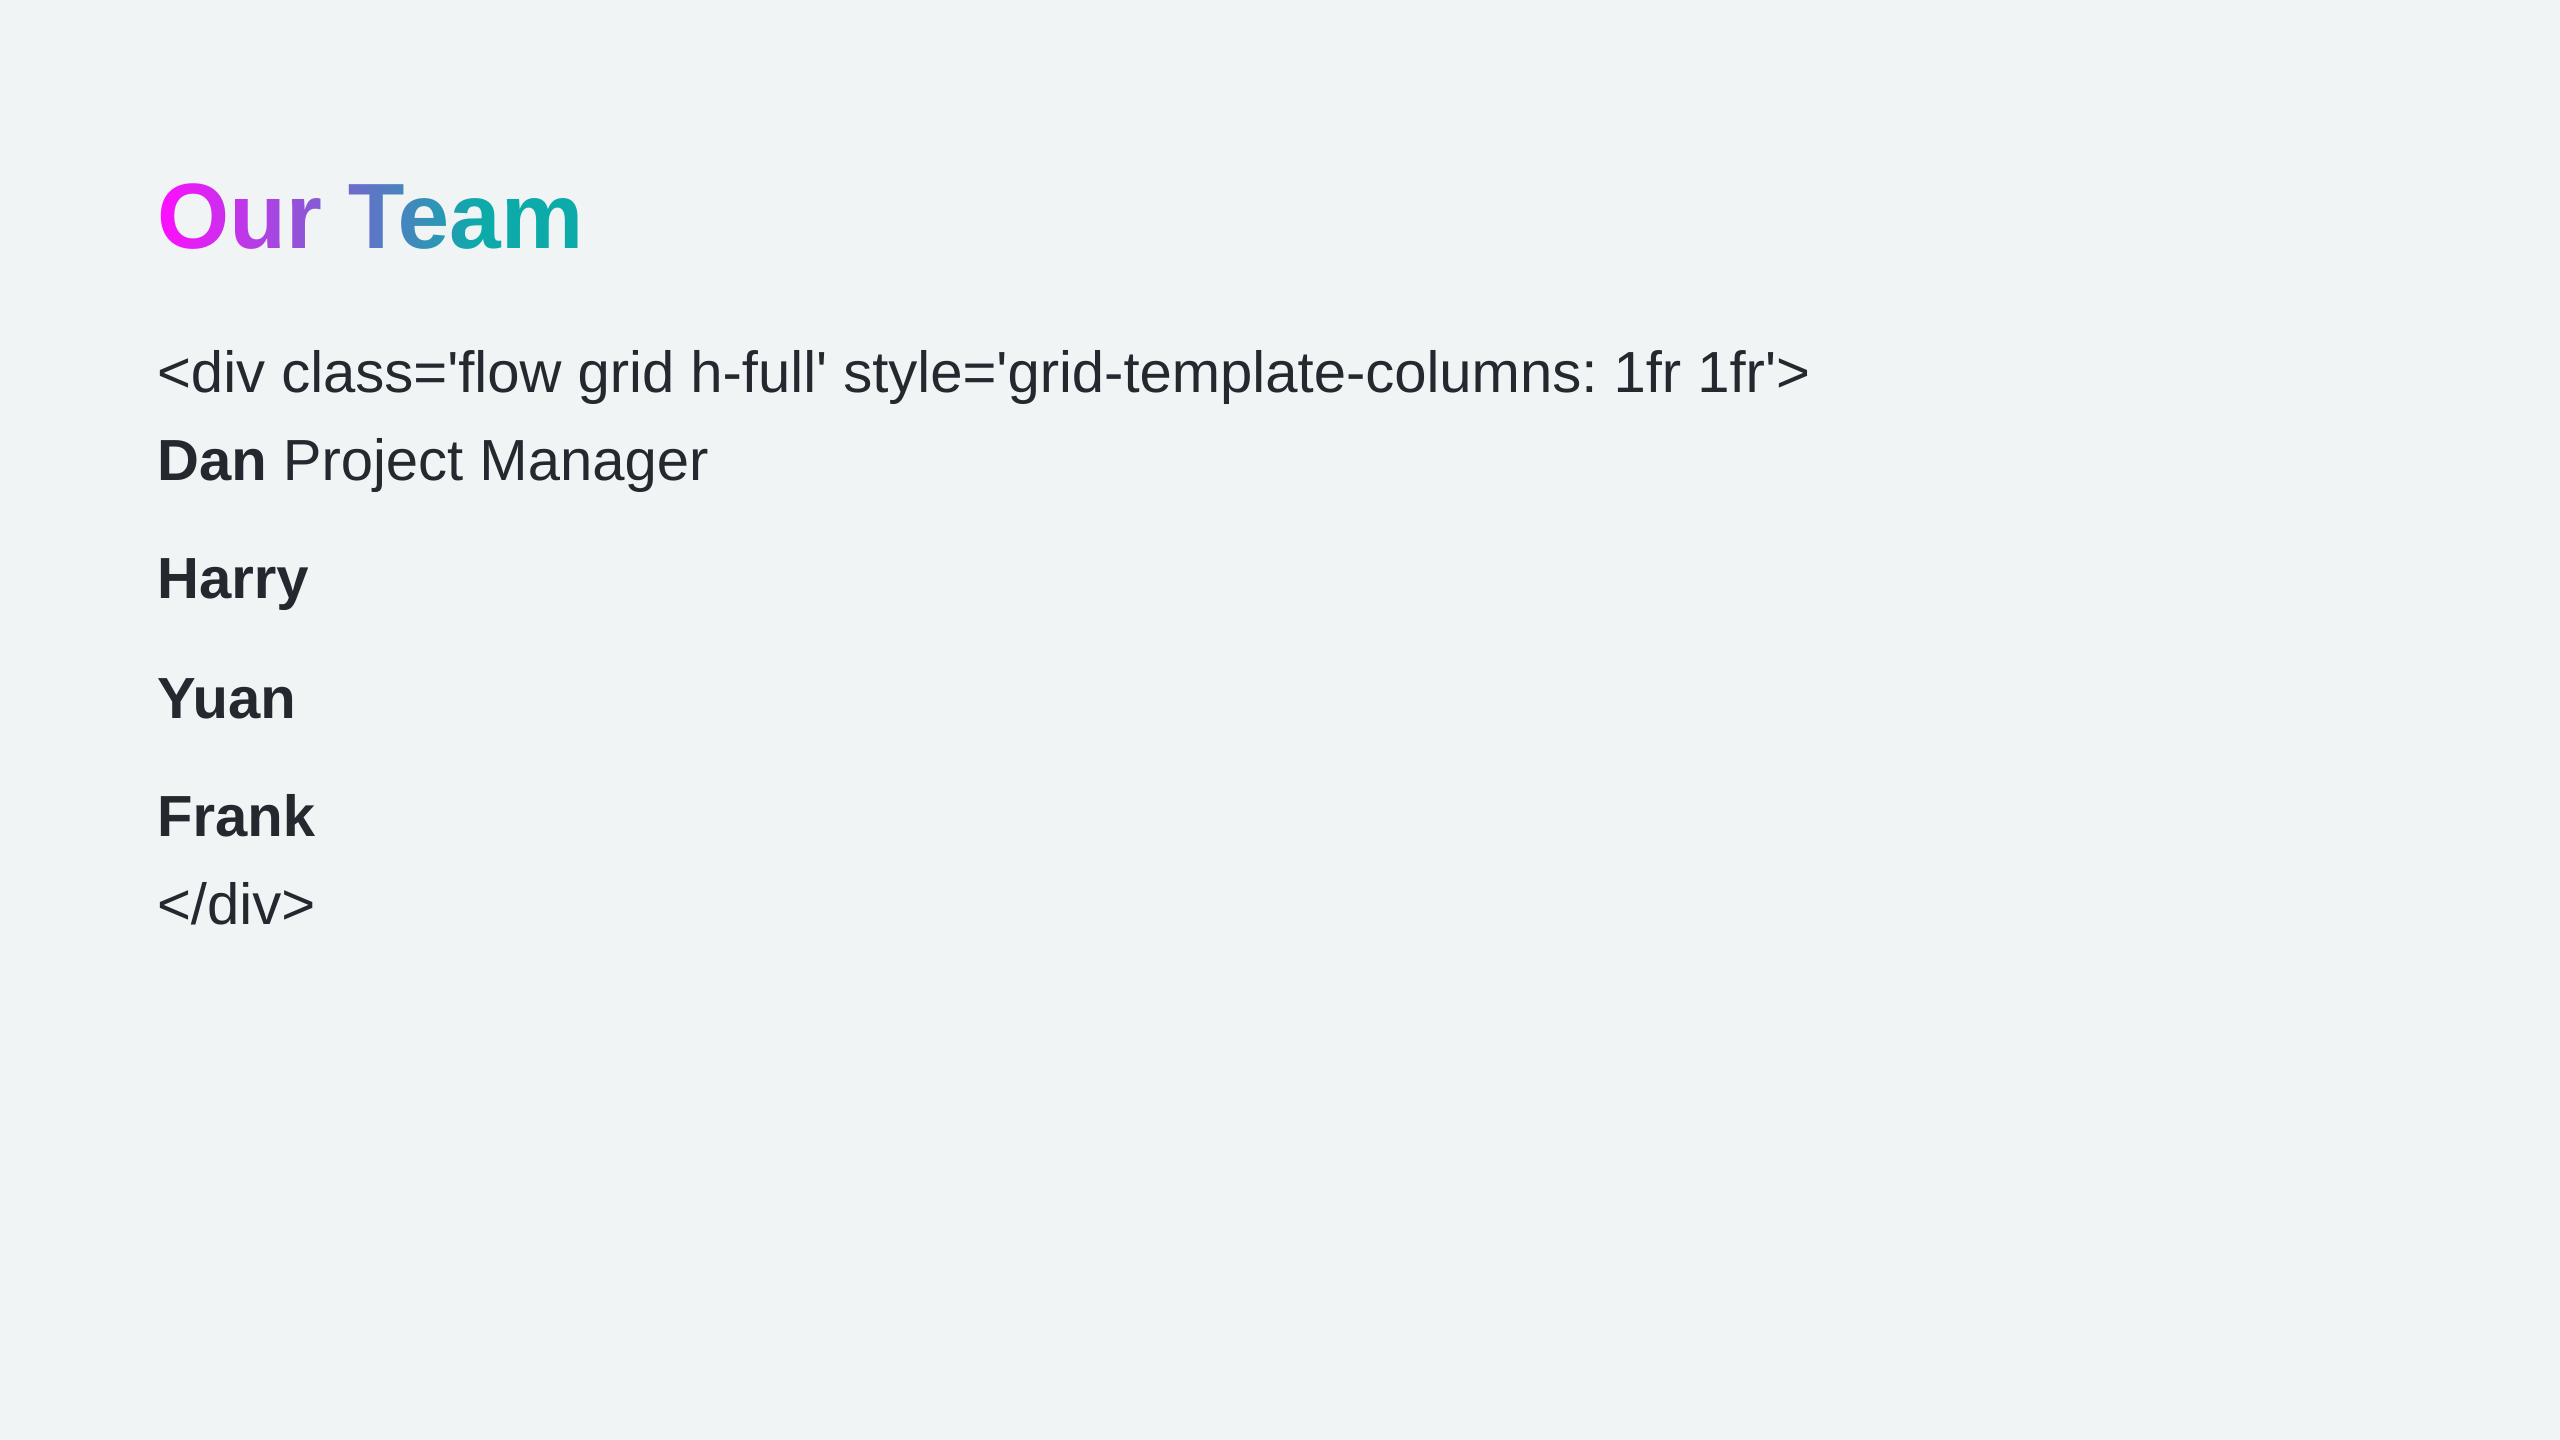 Our Team
<div class='flow grid h-full' style='grid-template-columns: 1fr 1fr'>
Dan Project Manager
Harry
Yuan
Frank
</div>